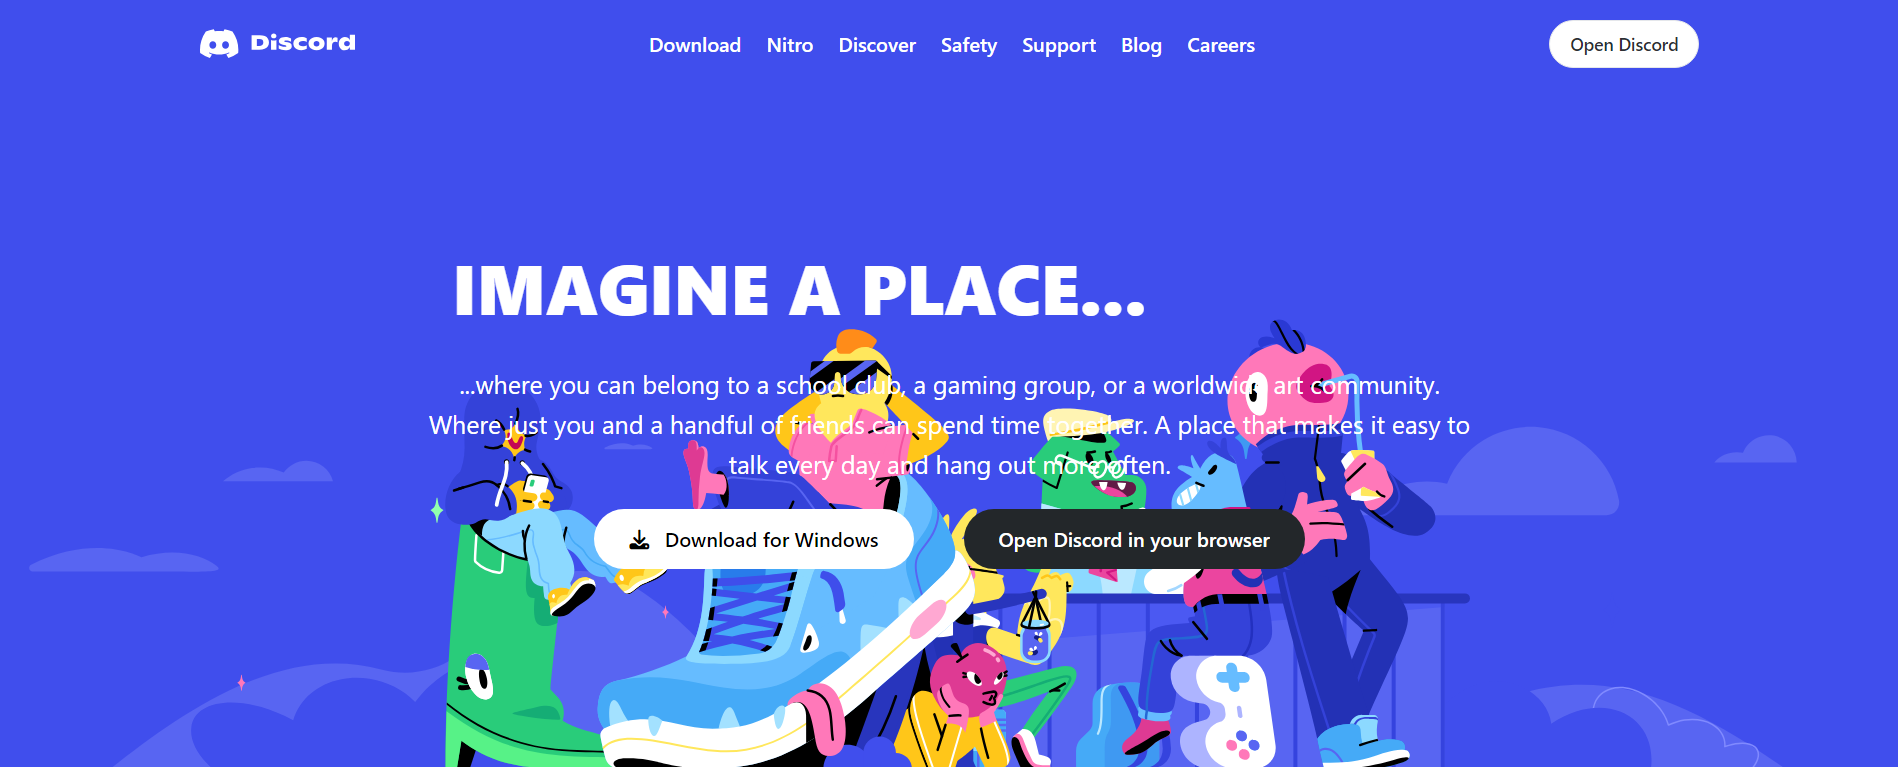 Discord
Download Nitro Discover Safety Support Blog Careers
Open Discord
IMAGINE A PLACE...
...where you can belong to a school club, a gaming group, or a worldwide art community.
Where just you and a handful of friends can spend time together. A place that makes it easy to
talk every day and hang out more often.
Download for Windows
Open Discord in your browser